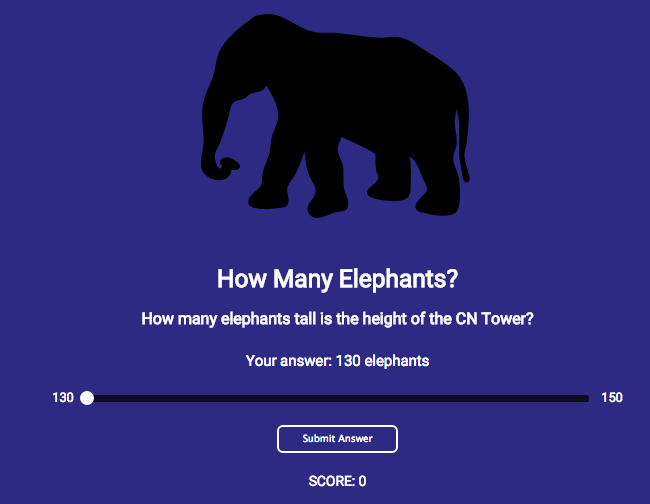 How Many Elephants?
How many elephants tall is the height of the CN Tower?
Your answer: 130 elephants
130 150
Submit Answer
SCORE: 0